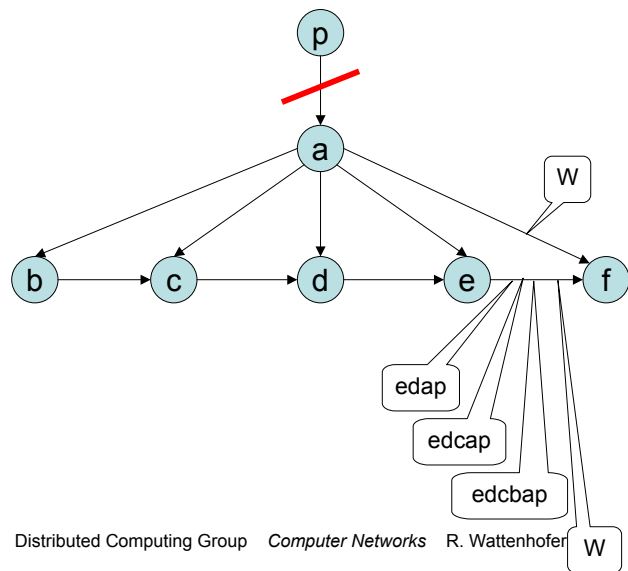 p
a
W
b c d e f
edap
edcap
edcbap
Distributed Computing Group Computer Networks R. Wattenhofer
W